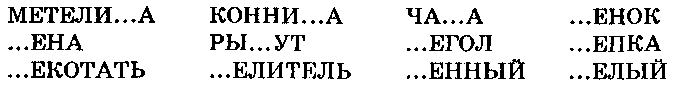 МЕТЕЛИ...А КОННИ...А ЧА...А ...ЕНОК
...ЕНА РЫ...УТ ...ЕГОЛ ...ЕПКА
...ЕКОТАТЬ ...ЕЛИТЕЛЬ ...ЕННЫЙ ...ЕЛЫЙ